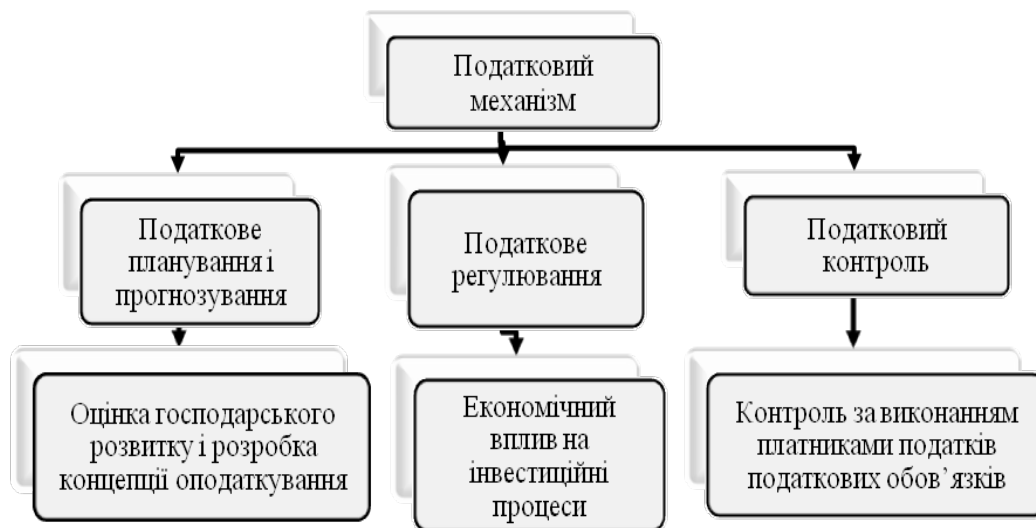 Податковий
механізм
Податкове
планування і
прогнозування
Податкове
регулювання
Податковий
контроль
Оцінка господарського
розвитку і розробка
концепції оподаткування
Економічний
вплив на
інвестиційні
процеси
Контроль за виконанням
платниками податків
податкових обов’язків